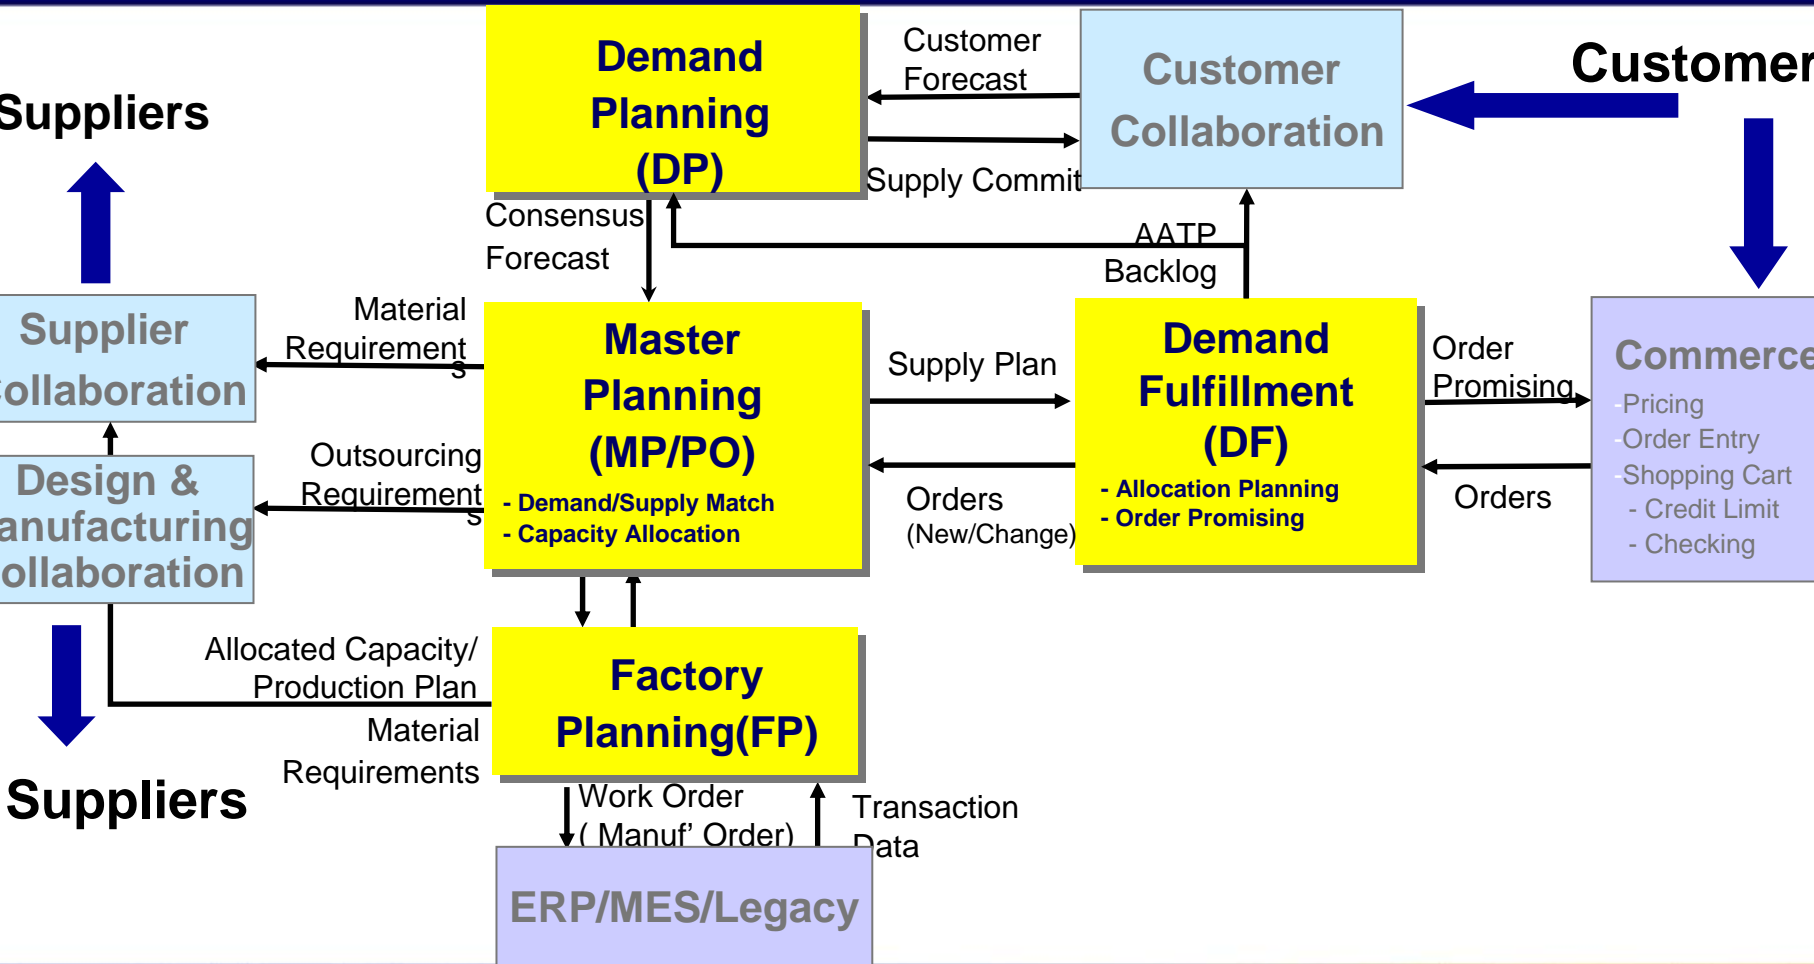 Demand
Planning
(DP)
Customer
Forecast
Supply Commit
Customer
Collaboration
Customer
Suppliers
Consensus
Forecast
AATP
Backlog
Supplier
Collaboration
Material
Requirement
s
Master
Planning
(MP/PO)
- Demand/Supply Match
- Capacity Allocation
Supply Plan
Orders
(New/Change)
Demand
Fulfillment
(DF)
- Allocation Planning
- Order Promising
Order
Promising
Orders
Commerce
-Pricing
-Order Entry
-Shopping Cart
- Credit Limit
- Checking
Outsourcing
Requirement
s
Design &
anufacturing
ollaboration
Allocated Capacity/
Production Plan
Material
Requirements
Factory
Planning(FP)
Suppliers
Work Order
( Manuf’ Order)
Transaction
Data
ERP/MES/Legacy